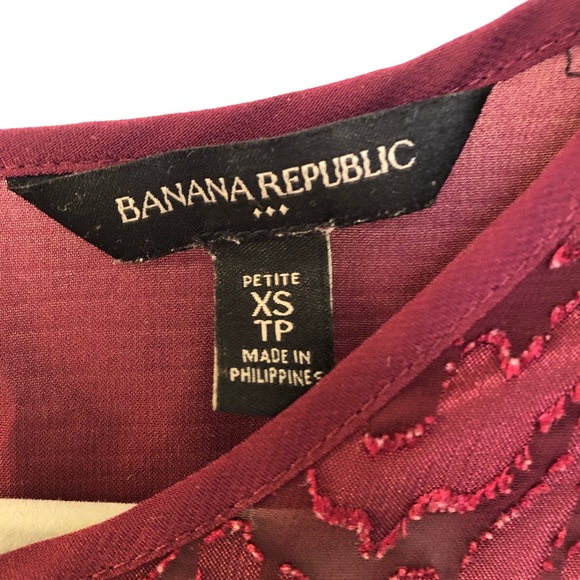 BANANA REPUBLIC
PETITE
XS
TP
MADE IN
PHILIPPINES